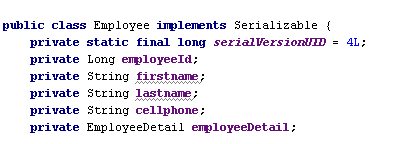 public class Employee implements Serializable {
    private static final long serialVersionUID = 4L;
    private Long employeeId;
    private String firstname;
    private String lastname;
    private String cellphone;
    private EmployeeDetail employeeDetail;